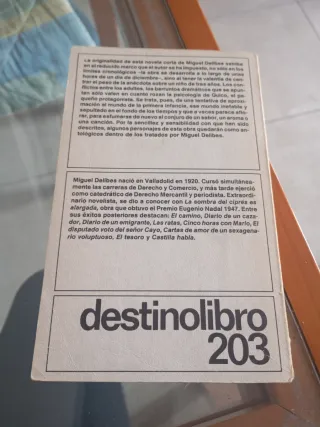 La originalidad de esta novela corta de Miguel Delibes estriba
en el reducido marco que el autor se ha impuesto, no sólo en los
límites cronológicos -la obra se desarrolla a lo largo de unas
horas de un día de diciembre-, sino al tener la valentía de cen-
trar el peso de la anécdota sobre un niño de tres años. Los con-
flictos entre los adultos, los barruntos dramáticos que se apun-
tan sólo valen en cuanto rozan la psicología de Quico, el pe-
queño protagonista. Se trata, pues, de una tentativa de aproxi-
mación al mundo de la primera infancia, ese mundo instalado y
sepultado en el fondo de los tiempos y que a veces parece aflo-
rar, para esfumarse de nuevo al conjuro de un sabor, un aroma o
una canción. Por la sencillez y sensibilidad con que han sido
descritos, algunos personajes de esta obra quedarán como an-
tológicos dentro de los tratados por Miguel Delibes.
Miguel Delibes nació en Valladolid en 1920. Cursó simultánea-
mente las carreras de Derecho y Comercio, y más tarde ejerció
como catedrático de Derecho Mercantil y periodista. Extraordi-
nario novelista, se dio a conocer con La sombra del ciprés es
alargada, obra que obtuvo el Premio Eugenio Nadal 1947. Entre
sus éxitos posteriores destacan: El camino, Diario de un caza-
dor, Diario de un emigrante, Las ratas, Cinco horas con Mario, El
disputado voto del señor Cayo, Cartas de amor de un sexagena-
rio voluptuoso, El tesoro y Castilla habla.
destinolibro
203